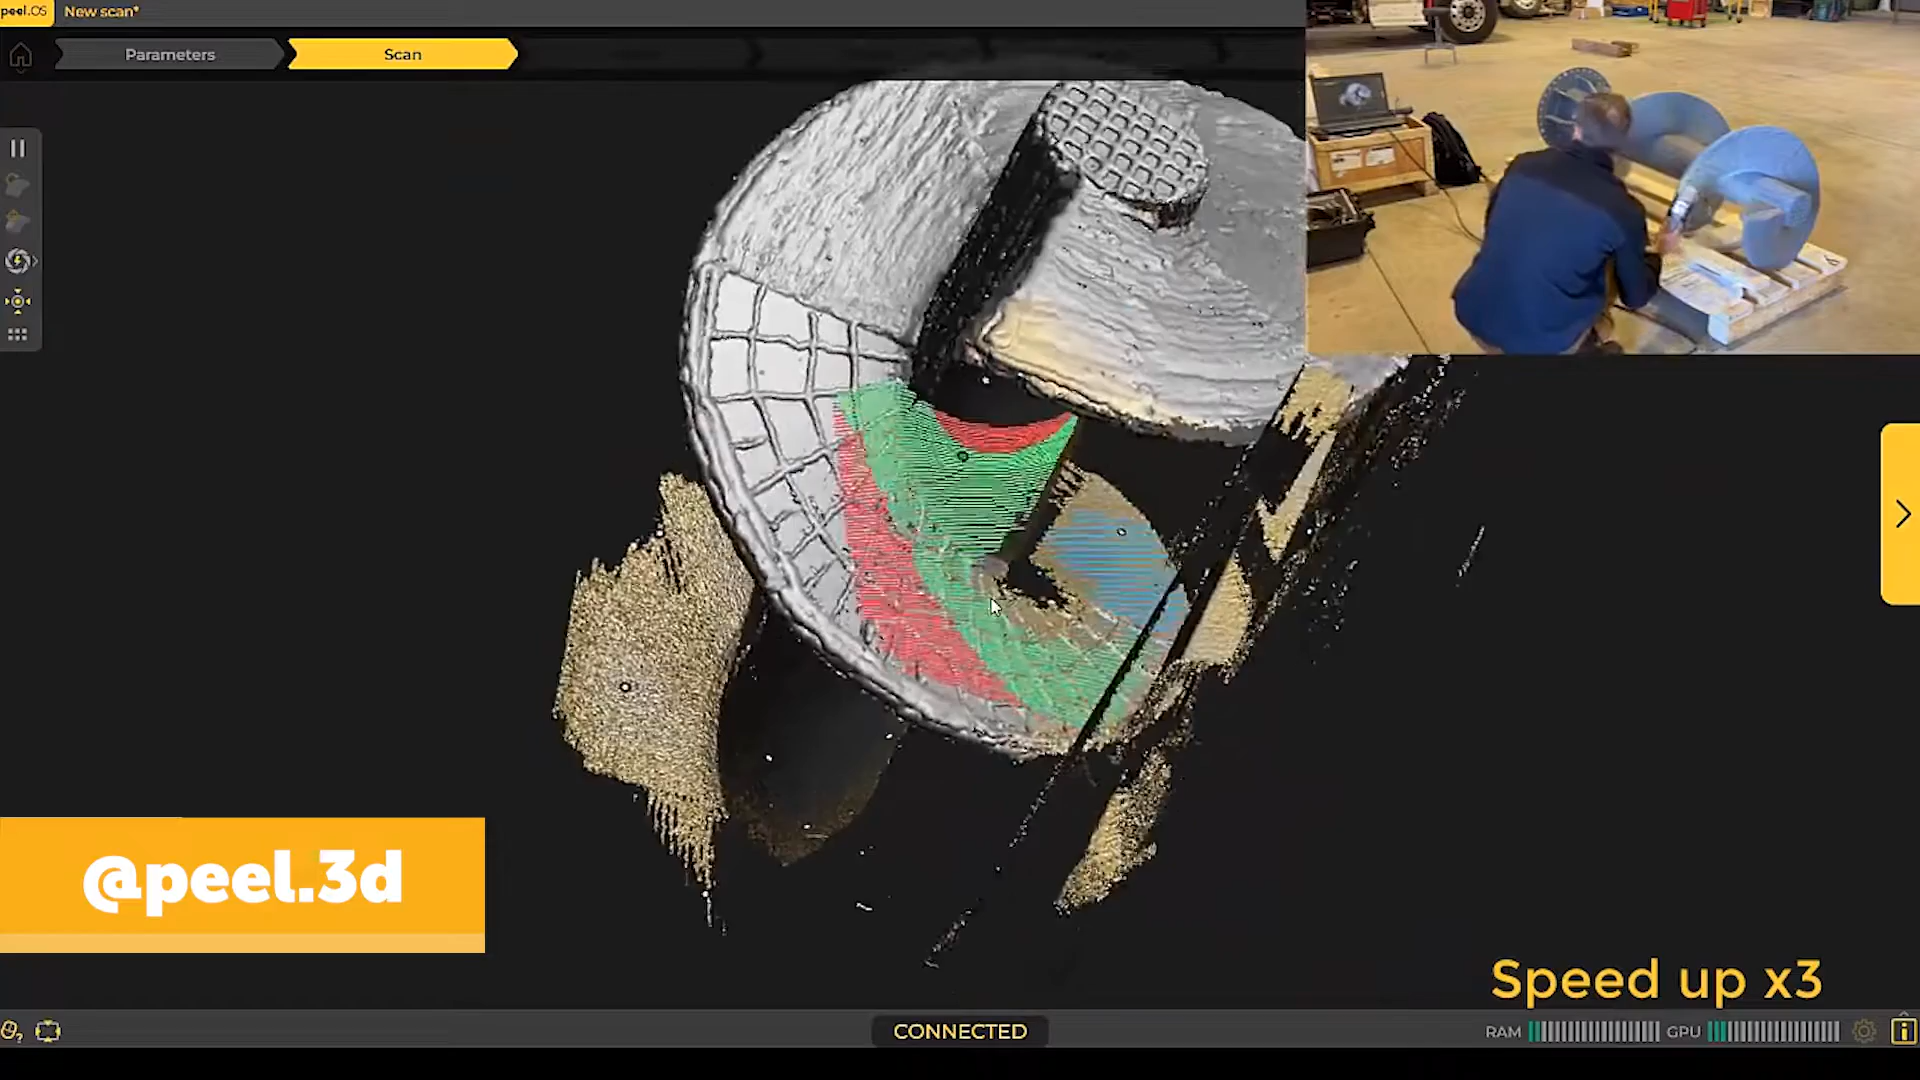 peel.OS New scan*
Parameters
Scan
@peel.3d
Speed up x3
CONNECTED
RAM
GPU